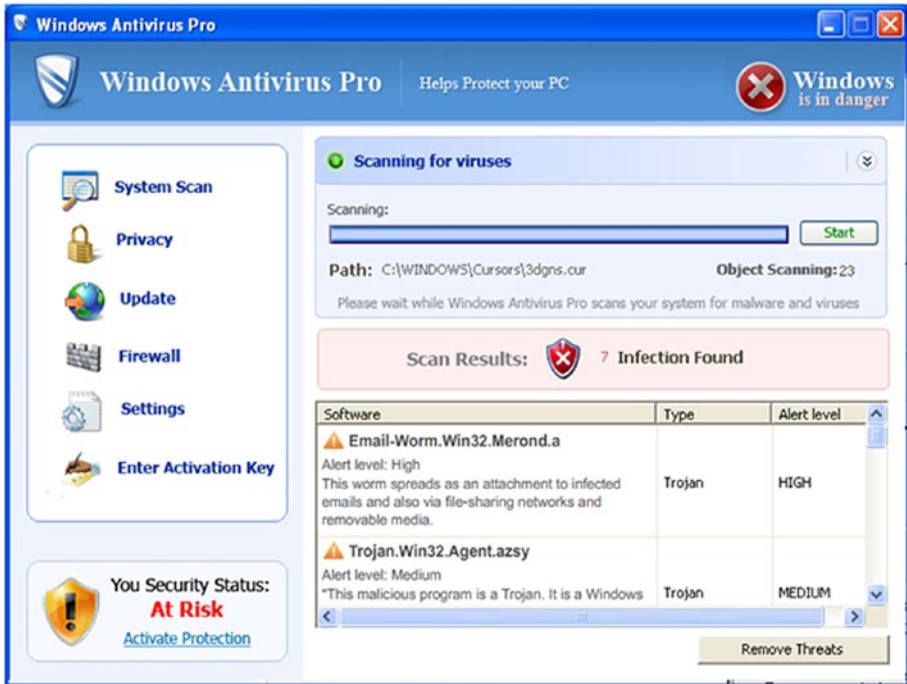 Windows Antivirus Pro
Windows Antivirus Pro
Helps Protect your PC
Windows
is in danger
System Scan
Privacy
Update
Firewall
Settings
Enter Activation Key
You Security Status:
At Risk
Activate Protection
Scanning for viruses
Scanning:
Start
Path: C:\WINDOWS\Cursors\3dgns.cur
Object Scanning: 23
Please wait while Windows Antivirus Pro scans your system for malware and viruses
Scan Results:
7 Infection Found
Software
Type
Alert level
Email-Worm.Win32.Merond.a
Alert level: High
This worm spreads as an attachment to infected
emails and also via file-sharing networks and
removable media.
Trojan
HIGH
Trojan.Win32.Agent.azsy
Alert level: Medium
"This malicious program is a Trojan. It is a Windows
Trojan
MEDIUM
Remove Threats